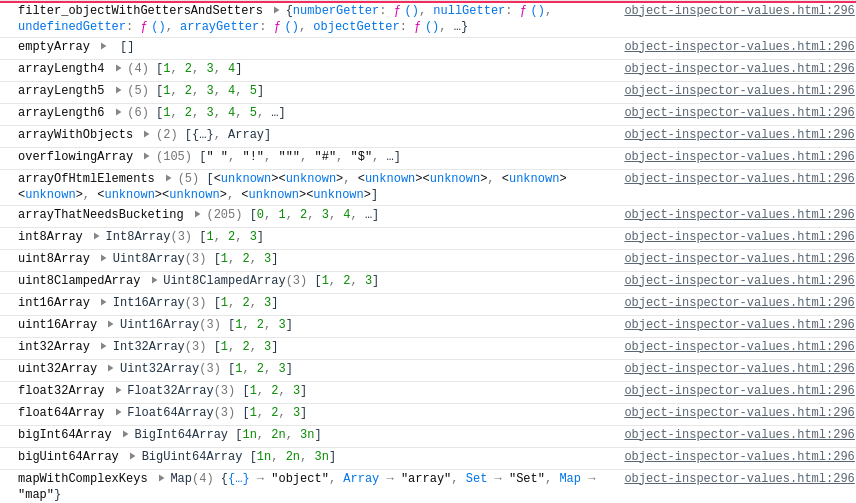 filter_objectWithGettersAndSetters {numberGetter: ƒ (), nullGetter: ƒ (), object-inspector-values.html:296
undefinedGetter: ƒ (), arrayGetter: ƒ (), objectGetter: ƒ (), …}
emptyArray [] object-inspector-values.html:296
arrayLength4 (4) [1, 2, 3, 4] object-inspector-values.html:296
arrayLength5 (5) [1, 2, 3, 4, 5] object-inspector-values.html:296
arrayLength6 (6) [1, 2, 3, 4, 5, …] object-inspector-values.html:296
arrayWithObjects (2) [{…}, Array] object-inspector-values.html:296
overflowingArray (105) [" ", "!", """, "#", "$", …] object-inspector-values.html:296
arrayOfHtmlElements (5) [<unknown><unknown>, <unknown><unknown>, <unknown> object-inspector-values.html:296
<unknown>, <unknown><unknown>, <unknown><unknown>]
arrayThatNeedsBucketing (205) [0, 1, 2, 3, 4, …] object-inspector-values.html:296
int8Array Int8Array(3) [1, 2, 3] object-inspector-values.html:296
uint8Array Uint8Array(3) [1, 2, 3] object-inspector-values.html:296
uint8ClampedArray Uint8ClampedArray(3) [1, 2, 3] object-inspector-values.html:296
int16Array Int16Array(3) [1, 2, 3] object-inspector-values.html:296
uint16Array Uint16Array(3) [1, 2, 3] object-inspector-values.html:296
int32Array Int32Array(3) [1, 2, 3] object-inspector-values.html:296
uint32Array Uint32Array(3) [1, 2, 3] object-inspector-values.html:296
float32Array Float32Array(3) [1, 2, 3] object-inspector-values.html:296
float64Array Float64Array(3) [1, 2, 3] object-inspector-values.html:296
bigInt64Array BigInt64Array [1n, 2n, 3n] object-inspector-values.html:296
bigUint64Array BigUint64Array [1n, 2n, 3n] object-inspector-values.html:296
mapWithComplexKeys Map(4) {{…} → "object", Array → "array", Set → "Set", Map → object-inspector-values.html:296
"map"}